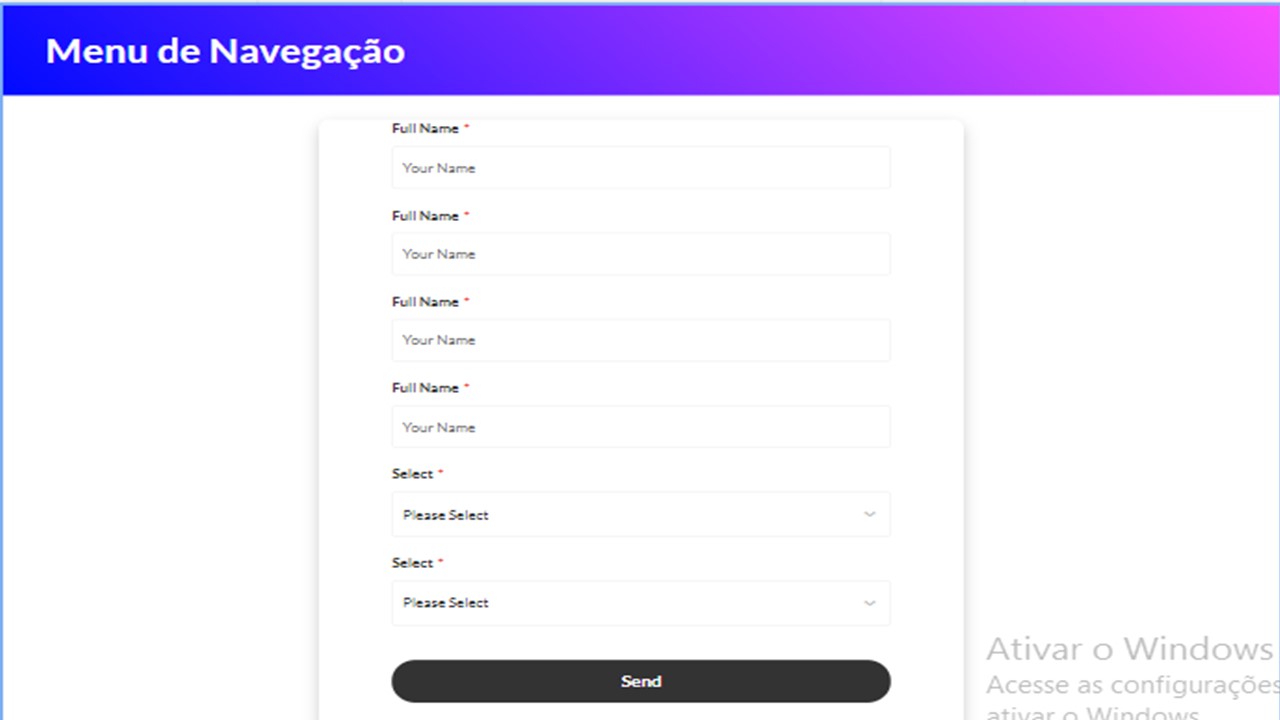 Menu de Navegação
Full Name *
Your Name
Full Name *
Your Name
Full Name *
Your Name
Full Name *
Your Name
Select *
Please Select
Select *
Please Select
Send
Ativar o Windows
Acesse as configurações
ativar o Windows